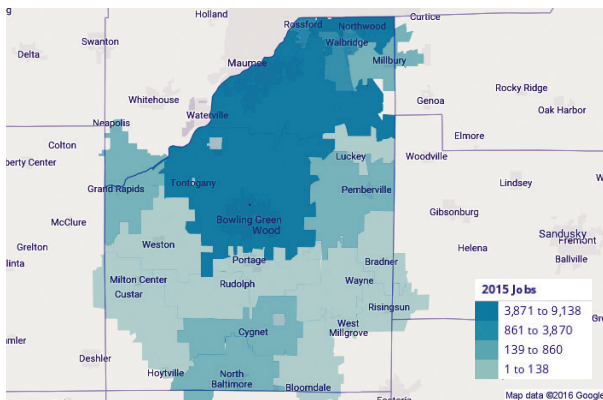 Holland
Rossford
Northwood
Curtice
Swanton
Walbridge
Delta
Maumee
Millbury
Rocky Ridge
Whitehouse
Genoa
Oak Harbor
Waterville
Neapolis
Elmore
Colton
Luckey
Woodville
berty Center
Tontogany
Lindsey
Grand Rapids
Pemberville
Gibsonburg
McClure
Bowling Green
Wood
Sandusky
Fremont
Grelton
Weston
Helena
Ballville
Portage
Bradner
Milton Center
Rudolph
Wayne
Custar
Risingsun
Cygnet
West
Millgrove
Deshler
Hoytville
North
Baltimore
Bloomdale
2015 Jobs
3,871 to 9,138
861 to 3,870
139 to 860
1 to 138
Map data ©2016 Google